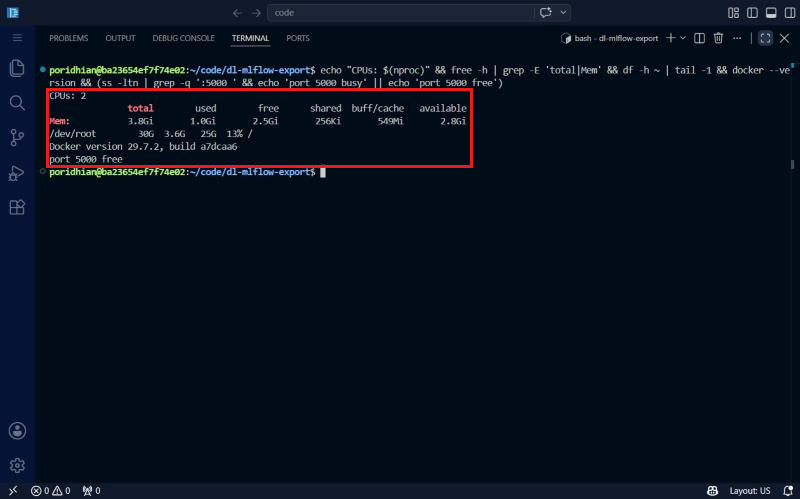 code
PROBLEMS OUTPUT DEBUG CONSOLE TERMINAL PORTS
bash - dl-mlflow-export
poridhian@ba23654ef7f74e02:~/code/dl-mlflow-export$ echo "CPUs: $(nproc)" && free -h | grep -E 'total|Mem' && df -h ~ | tail -1 && docker --ve
rsion && (ss -ltn | grep -q ':5000 ' && echo 'port 5000 busy' || echo 'port 5000 free')
CPUs: 2
total used free shared buff/cache available
Mem: 3.8Gi 1.0Gi 2.5Gi 256Ki 549Mi 2.8Gi
/dev/root 30G 3.6G 25G 13% /
Docker version 29.7.2, build a7dcaa6
port 5000 free
poridhian@ba23654ef7f74e02:~/code/dl-mlflow-export$
0 0 0 Layout: US